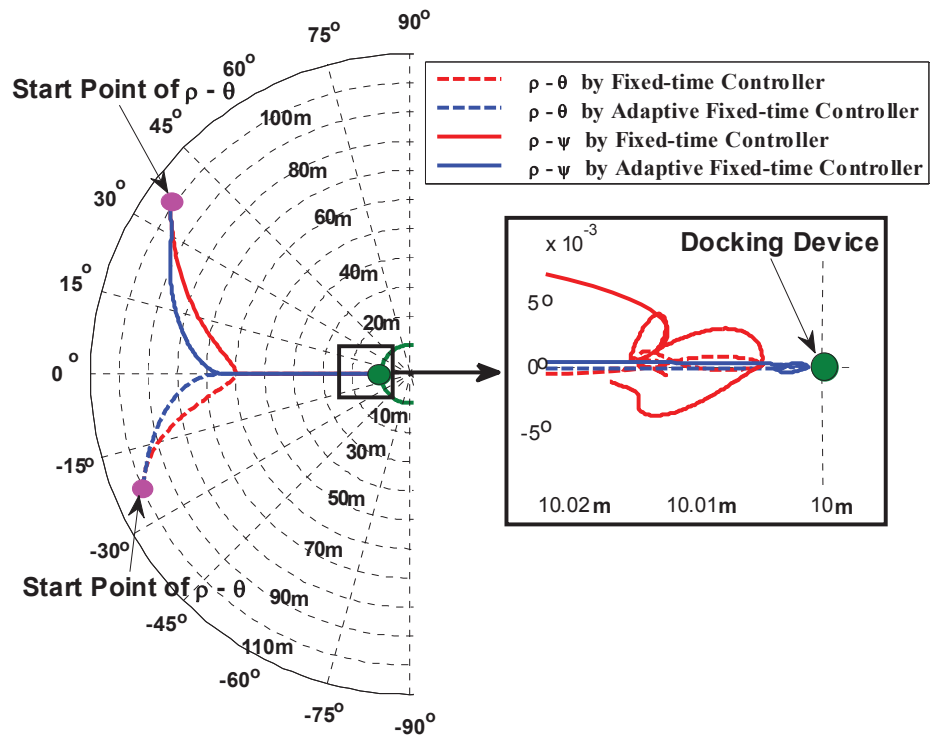 90°
75°
60°
45°
30°
15°
0°
-15°
-30°
-45°
-60°
-75°
-90°
Start Point of ρ - θ
Start Point of ρ - θ
100m
80m
60m
40m
20m
10m
30m
50m
70m
90m
110m
ρ - θ by Fixed-time Controller
ρ - θ by Adaptive Fixed-time Controller
ρ - ψ by Fixed-time Controller
ρ - ψ by Adaptive Fixed-time Controller
x 10⁻³
Docking Device
5°
0°
-5°
10.02m 10.01m 10m